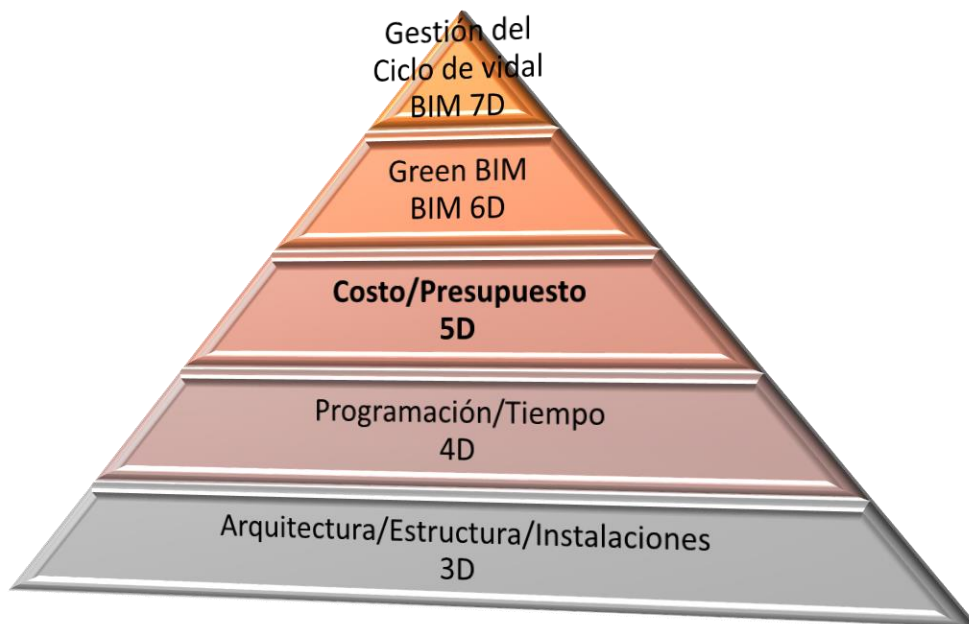 Gestión del
Ciclo de vidal
BIM 7D
Green BIM
BIM 6D
Costo/Presupuesto
5D
Programación/Tiempo
4D
Arquitectura/Estructura/Instalaciones
3D